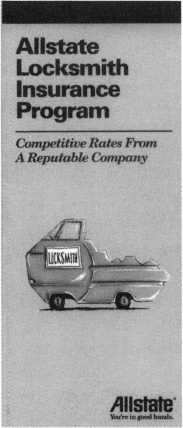 Allstate
Locksmith
Insurance
Program
Competitive Rates From
A Reputable Company
LOCKSMITH
Allstate®
You're in good hands.